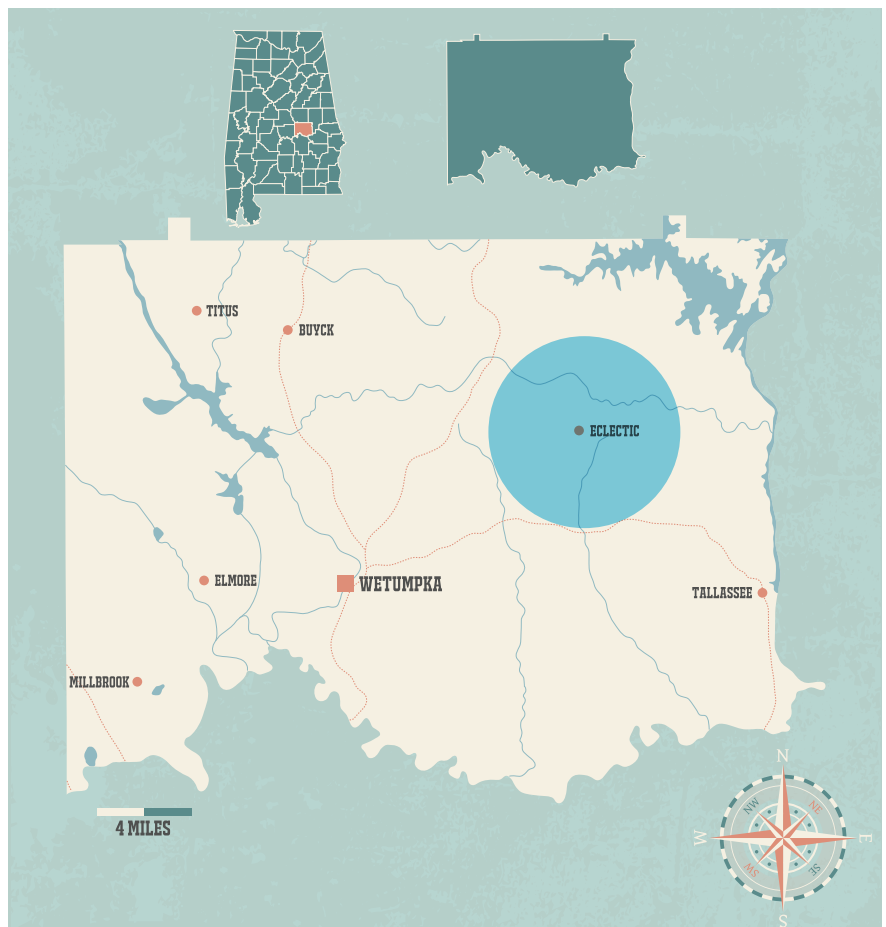 TITUS
BUYCK
ECLECTIC
ELMORE
WETUMPKA
TALLASSEE
MILLBROOK
4 MILES
N
NW
NE
W
E
SW
SE
S